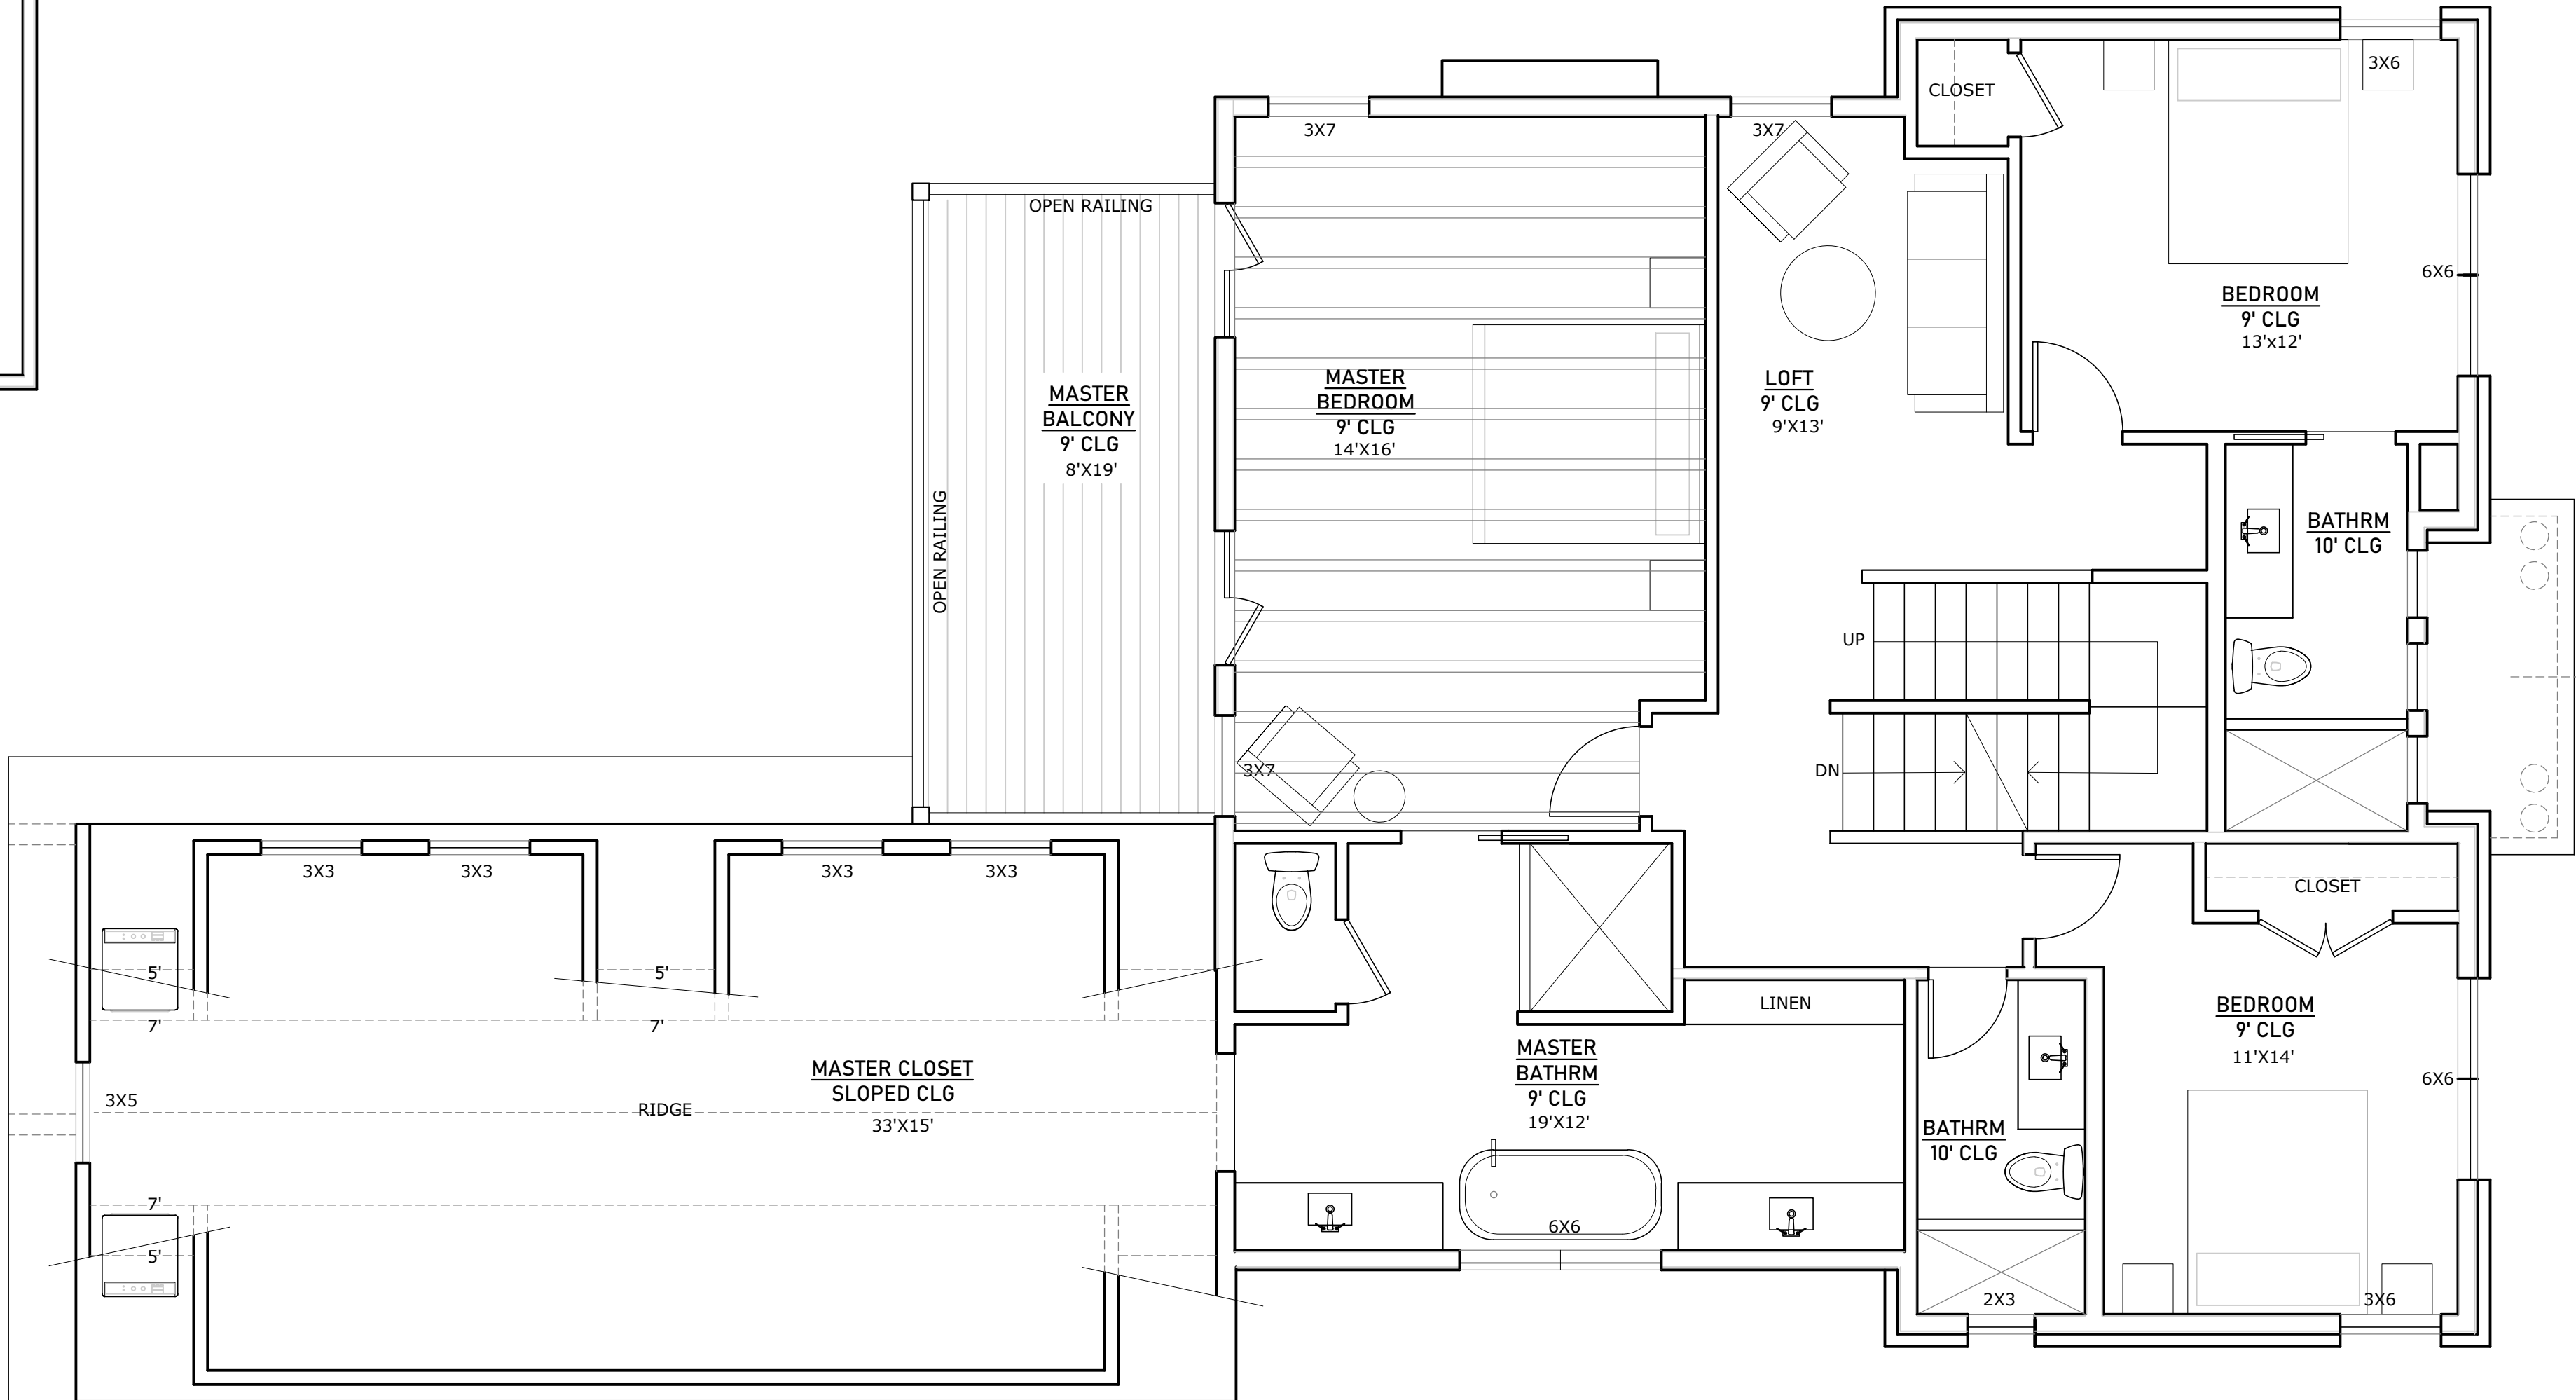 3X6
CLOSET
3X7
3X7
OPEN RAILING
6X6
BEDROOM
9' CLG
13'x12'
MASTER
BALCONY
9' CLG
8'X19'
MASTER
BEDROOM
9' CLG
14'X16'
LOFT
9' CLG
9'X13'
OPEN RAILING
BATHRM
10' CLG
UP
DN
3X7
3X3
3X3
3X3
3X3
CLOSET
5'
5'
7'
7'
LINEN
BEDROOM
9' CLG
11'X14'
MASTER CLOSET
SLOPED CLG
33'X15'
RIDGE
3X5
MASTER
BATHRM
9' CLG
19'X12'
6X6
BATHRM
10' CLG
7'
5'
6X6
2X3
3X6